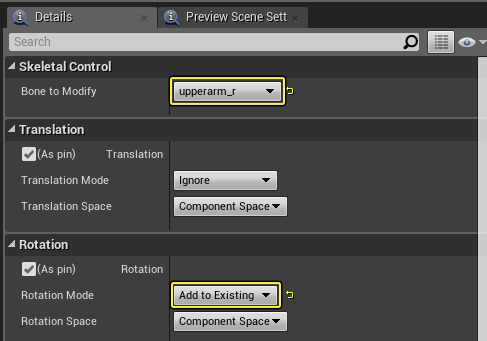 Details
Preview Scene Sett
Search
Skeletal Control
Bone to Modify upperarm_r
Translation
(As pin) Translation
Translation Mode Ignore
Translation Space Component Space
Rotation
(As pin) Rotation
Rotation Mode Add to Existing
Rotation Space Component Space